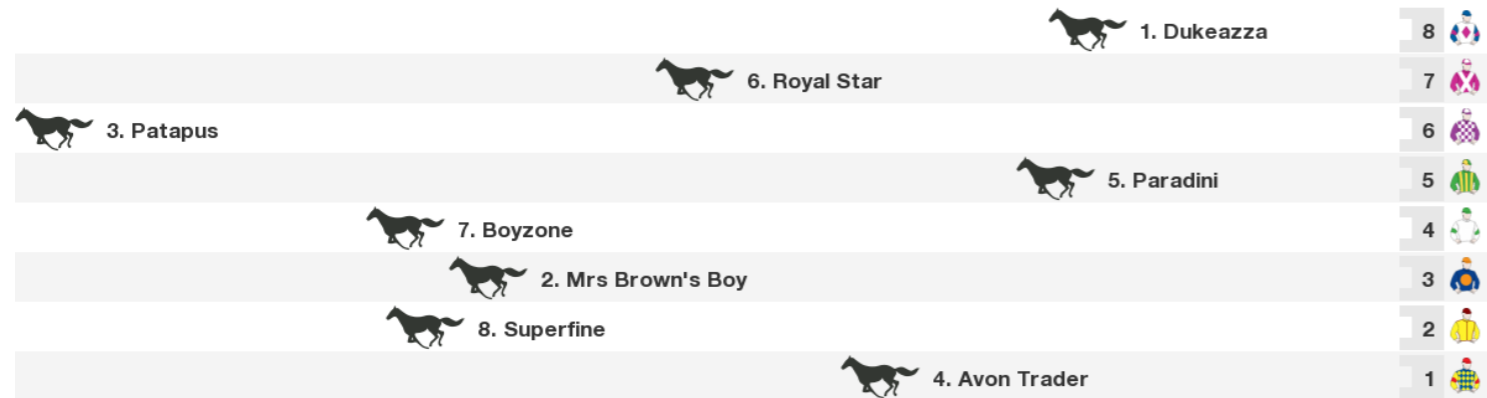 1. Dukeazza 8
6. Royal Star 7
3. Patapus 6
5. Paradini 5
7. Boyzone 4
2. Mrs Brown's Boy 3
8. Superfine 2
4. Avon Trader 1